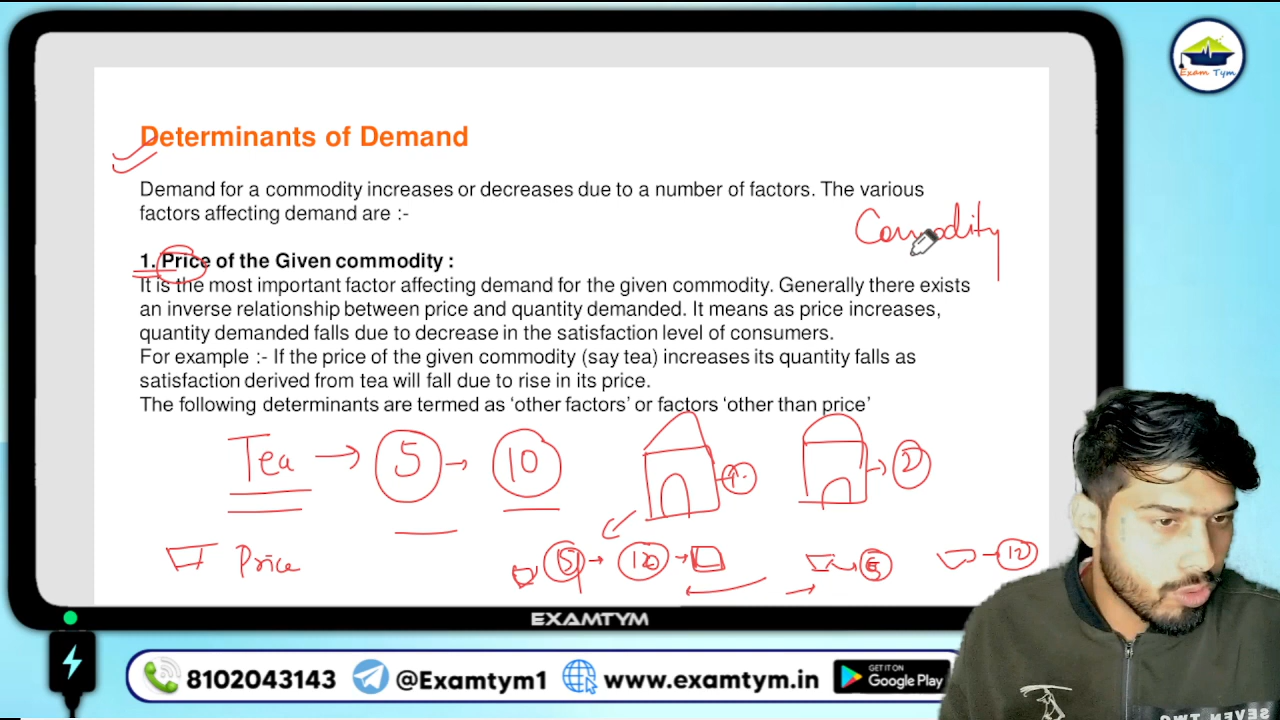 Exam Tym
Determinants of Demand
Demand for a commodity increases or decreases due to a number of factors. The various
factors affecting demand are :-
Commodity
1. Price of the Given commodity :
It is the most important factor affecting demand for the given commodity. Generally there exists
an inverse relationship between price and quantity demanded. It means as price increases,
quantity demanded falls due to decrease in the satisfaction level of consumers.
For example :- If the price of the given commodity (say tea) increases its quantity falls as
satisfaction derived from tea will fall due to rise in its price.
The following determinants are termed as ‘other factors’ or factors ‘other than price’
Tea → 5 → 10
2
Price
EXAMTYM
8102043143 @Examtym1 www.examtym.in GET IT ON Google Play
SEVEN TWO